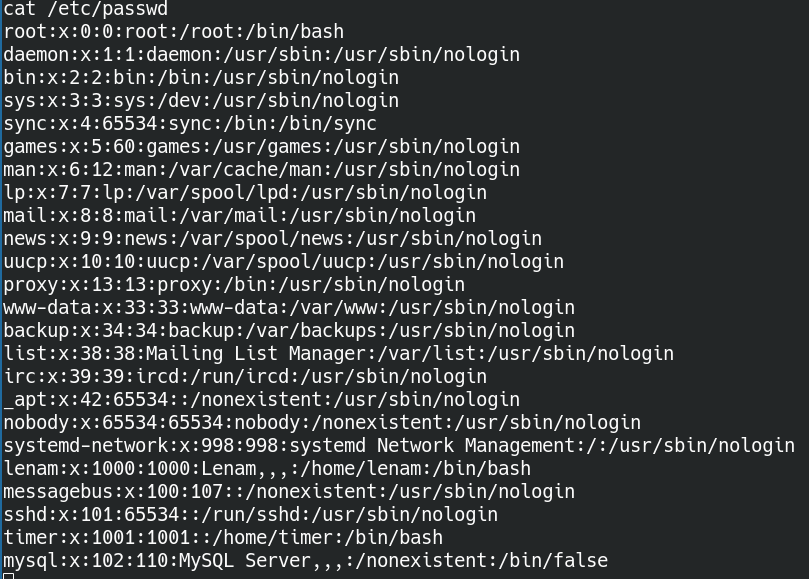 cat /etc/passwd
root:x:0:0:root:/root:/bin/bash
daemon:x:1:1:daemon:/usr/sbin:/usr/sbin/nologin
bin:x:2:2:bin:/bin:/usr/sbin/nologin
sys:x:3:3:sys:/dev:/usr/sbin/nologin
sync:x:4:65534:sync:/bin:/bin/sync
games:x:5:60:games:/usr/games:/usr/sbin/nologin
man:x:6:12:man:/var/cache/man:/usr/sbin/nologin
lp:x:7:7:lp:/var/spool/lpd:/usr/sbin/nologin
mail:x:8:8:mail:/var/mail:/usr/sbin/nologin
news:x:9:9:news:/var/spool/news:/usr/sbin/nologin
uucp:x:10:10:uucp:/var/spool/uucp:/usr/sbin/nologin
proxy:x:13:13:proxy:/bin:/usr/sbin/nologin
www-data:x:33:33:www-data:/var/www:/usr/sbin/nologin
backup:x:34:34:backup:/var/backups:/usr/sbin/nologin
list:x:38:38:Mailing List Manager:/var/list:/usr/sbin/nologin
irc:x:39:39:ircd:/run/ircd:/usr/sbin/nologin
_apt:x:42:65534::/nonexistent:/usr/sbin/nologin
nobody:x:65534:65534:nobody:/nonexistent:/usr/sbin/nologin
systemd-network:x:998:998:systemd Network Management:/:/usr/sbin/nologin
lenam:x:1000:1000:Lenam,,,:/home/lenam:/bin/bash
messagebus:x:100:107::/nonexistent:/usr/sbin/nologin
sshd:x:101:65534::/run/sshd:/usr/sbin/nologin
timer:x:1001:1001::/home/timer:/bin/bash
mysql:x:102:110:MySQL Server,,,:/nonexistent:/bin/false